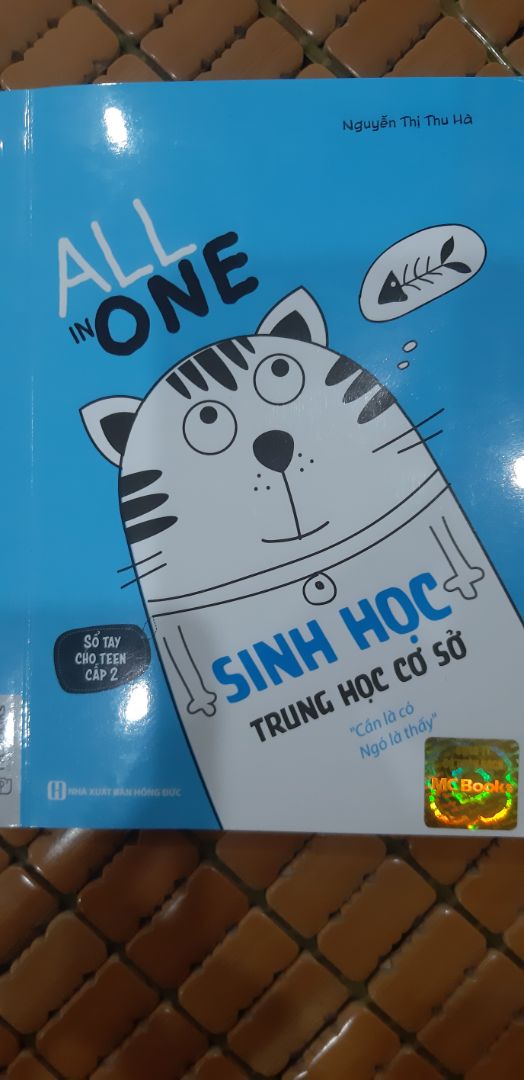 Nguyễn Thị Thu Hà
ALL
IN ONE
SỔ TAY
CHO TEEN
CẤP 2
SINH HỌC
TRUNG HỌC CƠ SỞ
"Cần là có
Ngó là thấy"
MCBooks
H NHÀ XUẤT BẢN HỒNG ĐỨC